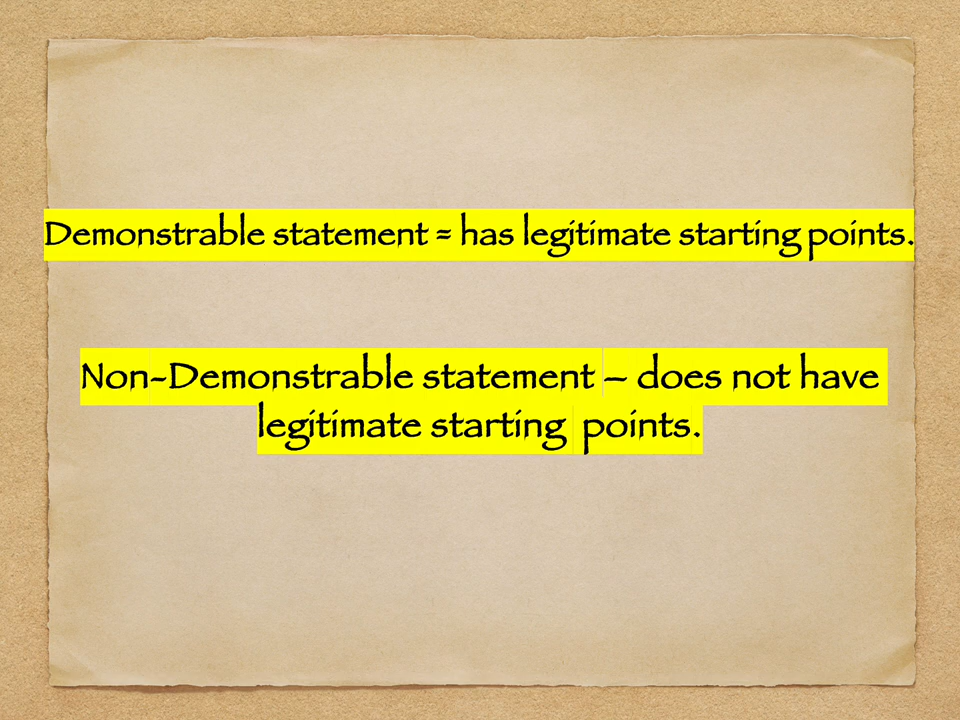 Demonstrable statement = has legitimate starting points.
Non-Demonstrable statement – does not have
legitimate starting points.